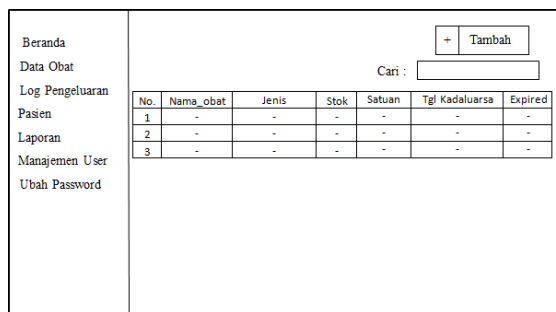 Beranda
Data Obat
Log Pengeluaran
Pasien
Laporan
Manajemen User
Ubah Password
+ Tambah
Cari :
No. Nama_obat Jenis Stok Satuan Tgl Kadaluarsa Expired
1 - - - - - -
2 - - - - - -
3 - - - - - -